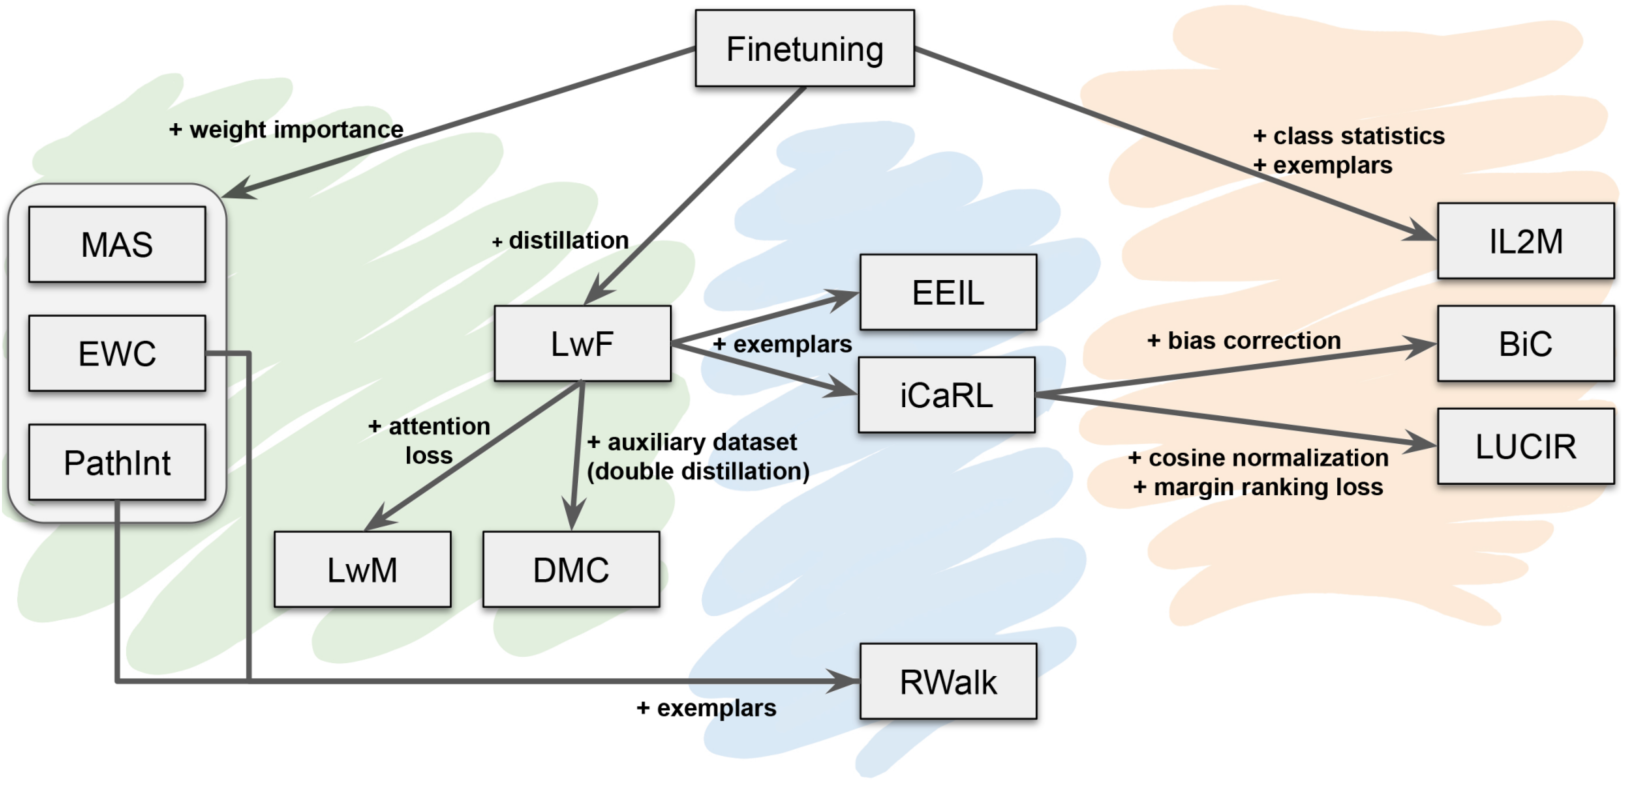 Finetuning
+ weight importance
+ class statistics
+ exemplars
MAS
EWC
PathInt
+ distillation
LwF
+ exemplars
EEIL
iCaRL
IL2M
+ bias correction
BiC
+ cosine normalization
+ margin ranking loss
LUCIR
+ attention
loss
+ auxiliary dataset
(double distillation)
LwM
DMC
RWalk
+ exemplars